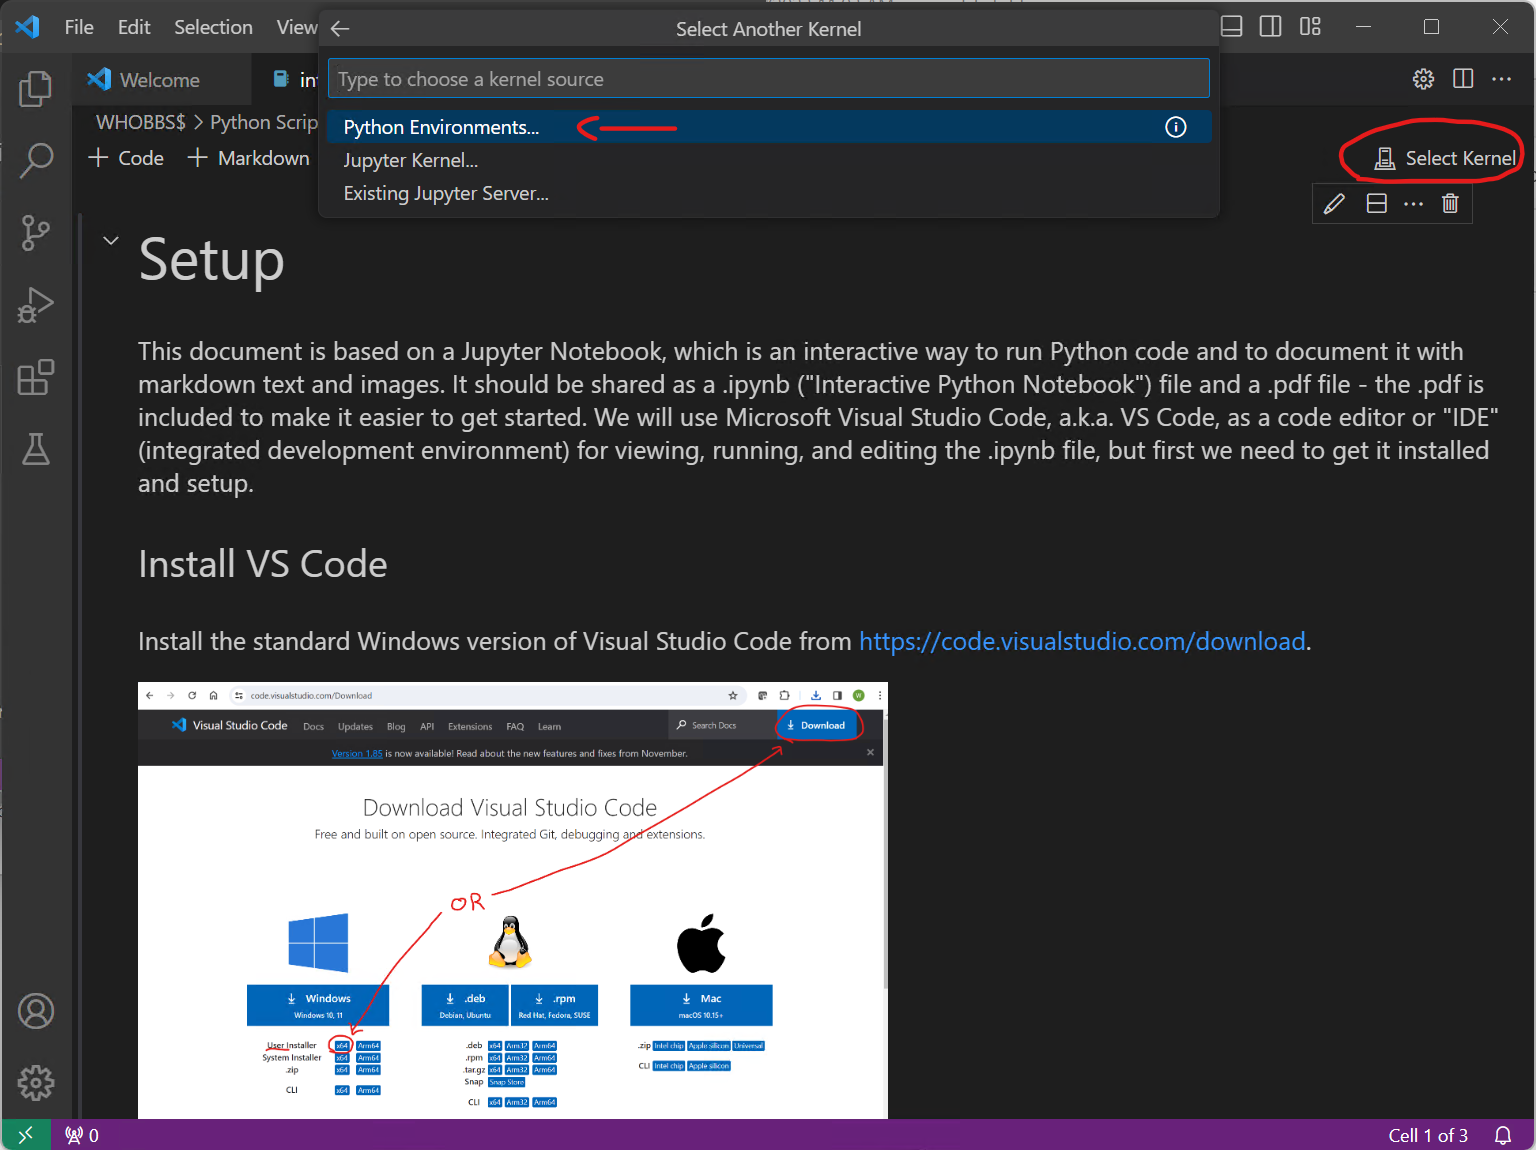 File Edit Selection View
Select Another Kernel
Type to choose a kernel source
Python Environments...
Jupyter Kernel...
Existing Jupyter Server...
Welcome
int
WHOBBS$ > Python Scrip
+ Code + Markdown
Select Kernel
...
Setup
This document is based on a Jupyter Notebook, which is an interactive way to run Python code and to document it with
markdown text and images. It should be shared as a .ipynb ("Interactive Python Notebook") file and a .pdf file - the .pdf is
included to make it easier to get started. We will use Microsoft Visual Studio Code, a.k.a. VS Code, as a code editor or "IDE"
(integrated development environment) for viewing, running, and editing the .ipynb file, but first we need to get it installed
and setup.
Install VS Code
Install the standard Windows version of Visual Studio Code from https://code.visualstudio.com/download.
code.visualstudio.com/Download
W
Visual Studio Code Docs Updates Blog API Extensions FAQ Learn Search Docs Download
Version 1.85 is now available! Read about the new features and fixes from November.
Download Visual Studio Code
Free and built on open source. Integrated Git, debugging and extensions.
OR
Windows
Windows 10, 11
.deb
Debian, Ubuntu
.rpm
Red Hat, Fedora, SUSE
Mac
macOS 10.15+
User Installer x64 Arm64
System Installer x64 Arm64
.zip x64 Arm64
CLI x64 Arm64
.deb x64 Arm32 Arm64
.rpm x64 Arm32 Arm64
.tar.gz x64 Arm32 Arm64
Snap Snap Store
CLI x64 Arm32 Arm64
.zip Intel chip Apple silicon Universal
CLI Intel chip Apple silicon
0
Cell 1 of 3